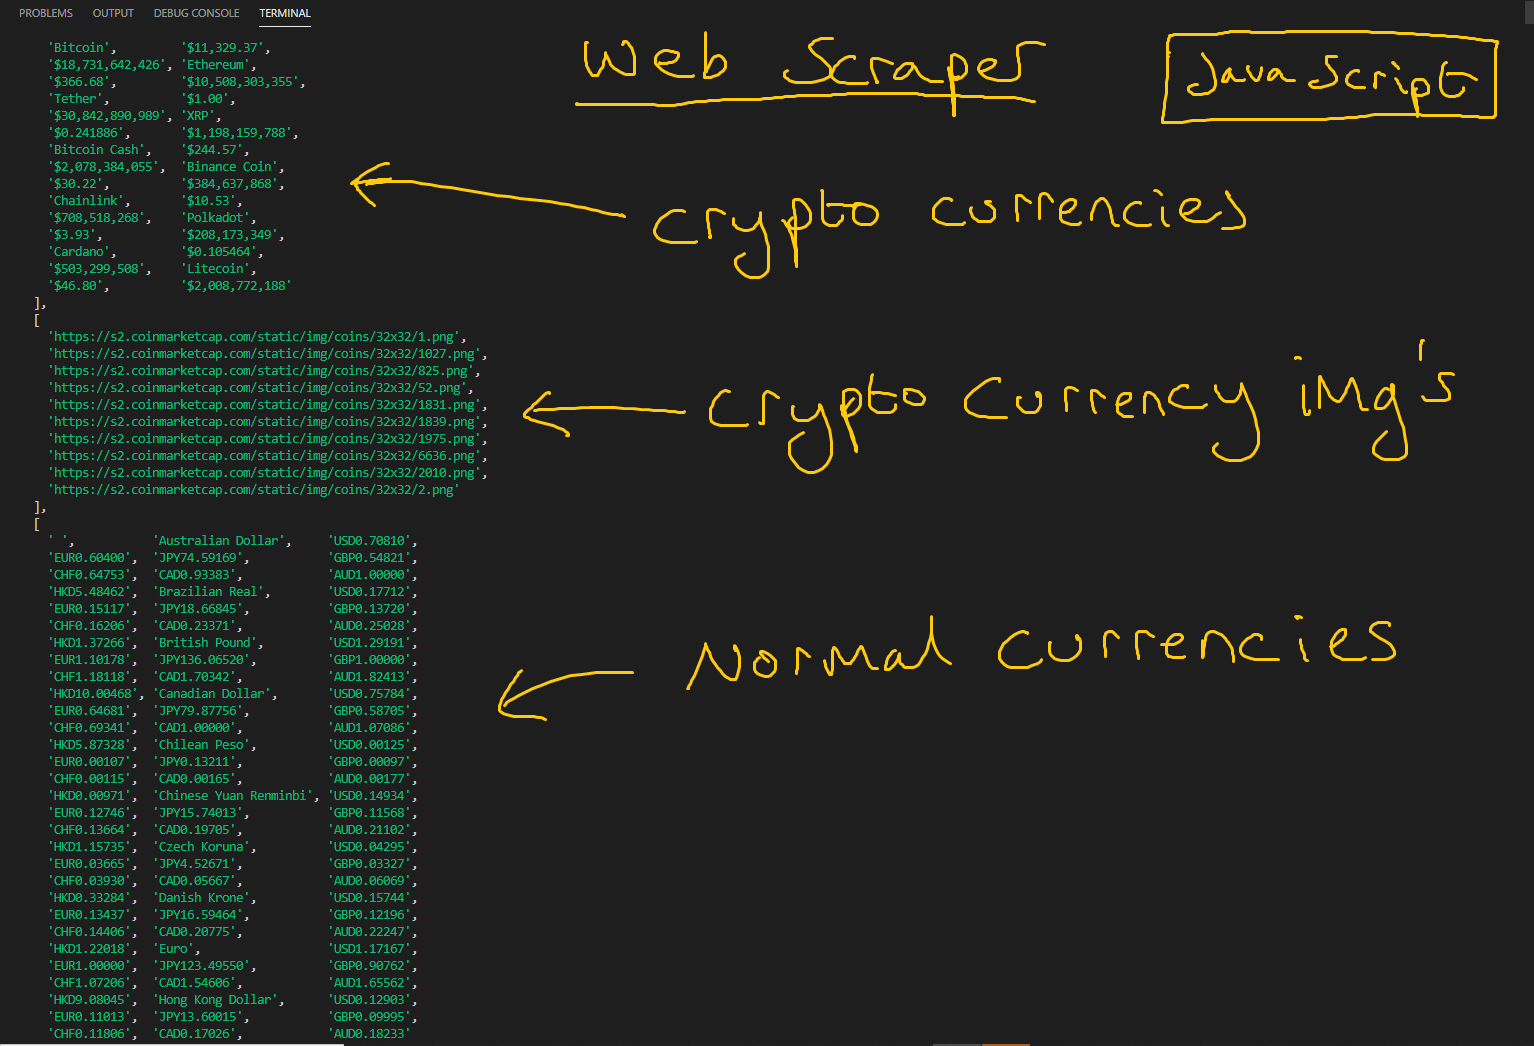 PROBLEMS OUTPUT DEBUG CONSOLE TERMINAL
Web Scraper
JavaScript
'Bitcoin', '$11,329.37',
'$18,731,642,426', 'Ethereum',
'$366.68', '$10,508,303,355',
'Tether', '$1.00',
'$30,842,890,989', 'XRP',
'$0.241886', '$1,198,159,788',
'Bitcoin Cash', '$244.57',
'$2,078,384,055', 'Binance Coin',
'$30.22', '$384,637,868',
'Chainlink', '$10.53',
'$708,518,268', 'Polkadot',
'$3.93', '$208,173,349',
'Cardano', '$0.105464',
'$503,299,508', 'Litecoin',
'$46.80', '$2,008,772,188'
],
crypto currencies
[
'https://s2.coinmarketcap.com/static/img/coins/32x32/1.png',
'https://s2.coinmarketcap.com/static/img/coins/32x32/1027.png',
'https://s2.coinmarketcap.com/static/img/coins/32x32/825.png',
'https://s2.coinmarketcap.com/static/img/coins/32x32/52.png',
'https://s2.coinmarketcap.com/static/img/coins/32x32/1831.png',
'https://s2.coinmarketcap.com/static/img/coins/32x32/1839.png',
'https://s2.coinmarketcap.com/static/img/coins/32x32/1975.png',
'https://s2.coinmarketcap.com/static/img/coins/32x32/6636.png',
'https://s2.coinmarketcap.com/static/img/coins/32x32/2010.png',
'https://s2.coinmarketcap.com/static/img/coins/32x32/2.png'
],
crypto currency iMg's
[
' ', 'Australian Dollar', 'USD0.70810',
'EUR0.60400', 'JPY74.59169', 'GBP0.54821',
'CHF0.64753', 'CAD0.93383', 'AUD1.00000',
'HKD5.48462', 'Brazilian Real', 'USD0.17712',
'EUR0.15117', 'JPY18.66845', 'GBP0.13720',
'CHF0.16206', 'CAD0.23371', 'AUD0.25028',
'HKD1.37266', 'British Pound', 'USD1.29191',
'EUR1.10178', 'JPY136.06520', 'GBP1.00000',
'CHF1.18118', 'CAD1.70342', 'AUD1.82413',
'HKD10.00468', 'Canadian Dollar', 'USD0.75784',
'EUR0.64681', 'JPY79.87756', 'GBP0.58705',
'CHF0.69341', 'CAD1.00000', 'AUD1.07086',
'HKD5.87328', 'Chilean Peso', 'USD0.00125',
'EUR0.00107', 'JPY0.13211', 'GBP0.00097',
'CHF0.00115', 'CAD0.00165', 'AUD0.00177',
'HKD0.00971', 'Chinese Yuan Renminbi', 'USD0.14934',
'EUR0.12746', 'JPY15.74013', 'GBP0.11568',
'CHF0.13664', 'CAD0.19705', 'AUD0.21102',
'HKD1.15735', 'Czech Koruna', 'USD0.04295',
'EUR0.03665', 'JPY4.52671', 'GBP0.03327',
'CHF0.03930', 'CAD0.05667', 'AUD0.06069',
'HKD0.33284', 'Danish Krone', 'USD0.15744',
'EUR0.13437', 'JPY16.59464', 'GBP0.12196',
'CHF0.14406', 'CAD0.20775', 'AUD0.22247',
'HKD1.22018', 'Euro', 'USD1.17167',
'EUR1.00000', 'JPY123.49550', 'GBP0.90762',
'CHF1.07206', 'CAD1.54606', 'AUD1.65562',
'HKD9.08045', 'Hong Kong Dollar', 'USD0.12903',
'EUR0.11013', 'JPY13.60015', 'GBP0.09995',
'CHF0.11806', 'CAD0.17026', 'AUD0.18233'
Normal currencies